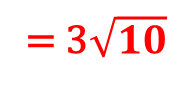 = 3√10